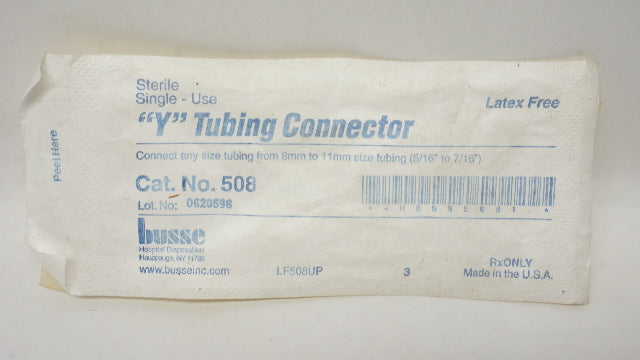 Peel Here
Sterile
Single - Use
Latex Free
"Y" Tubing Connector
Connect any size tubing from 8mm to 11mm size tubing (5/16" to 7/16")
Cat. No. 508
Lot. No: 0620596
busse
Hospital Disposables
Hauppauge, NY 11788
www.busseinc.com
LF508UP
3
RxONLY
Made in the U.S.A.